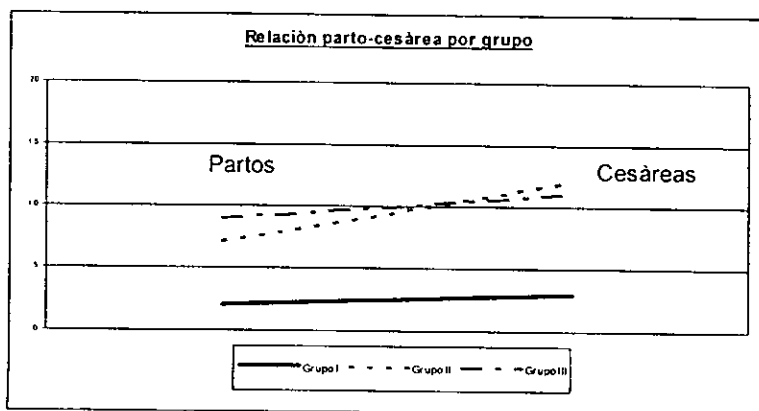 Relaciòn parto-cesàrea por grupo
20
15
Partos
Cesàreas
10
5
0
Grupo I Grupo II Grupo III